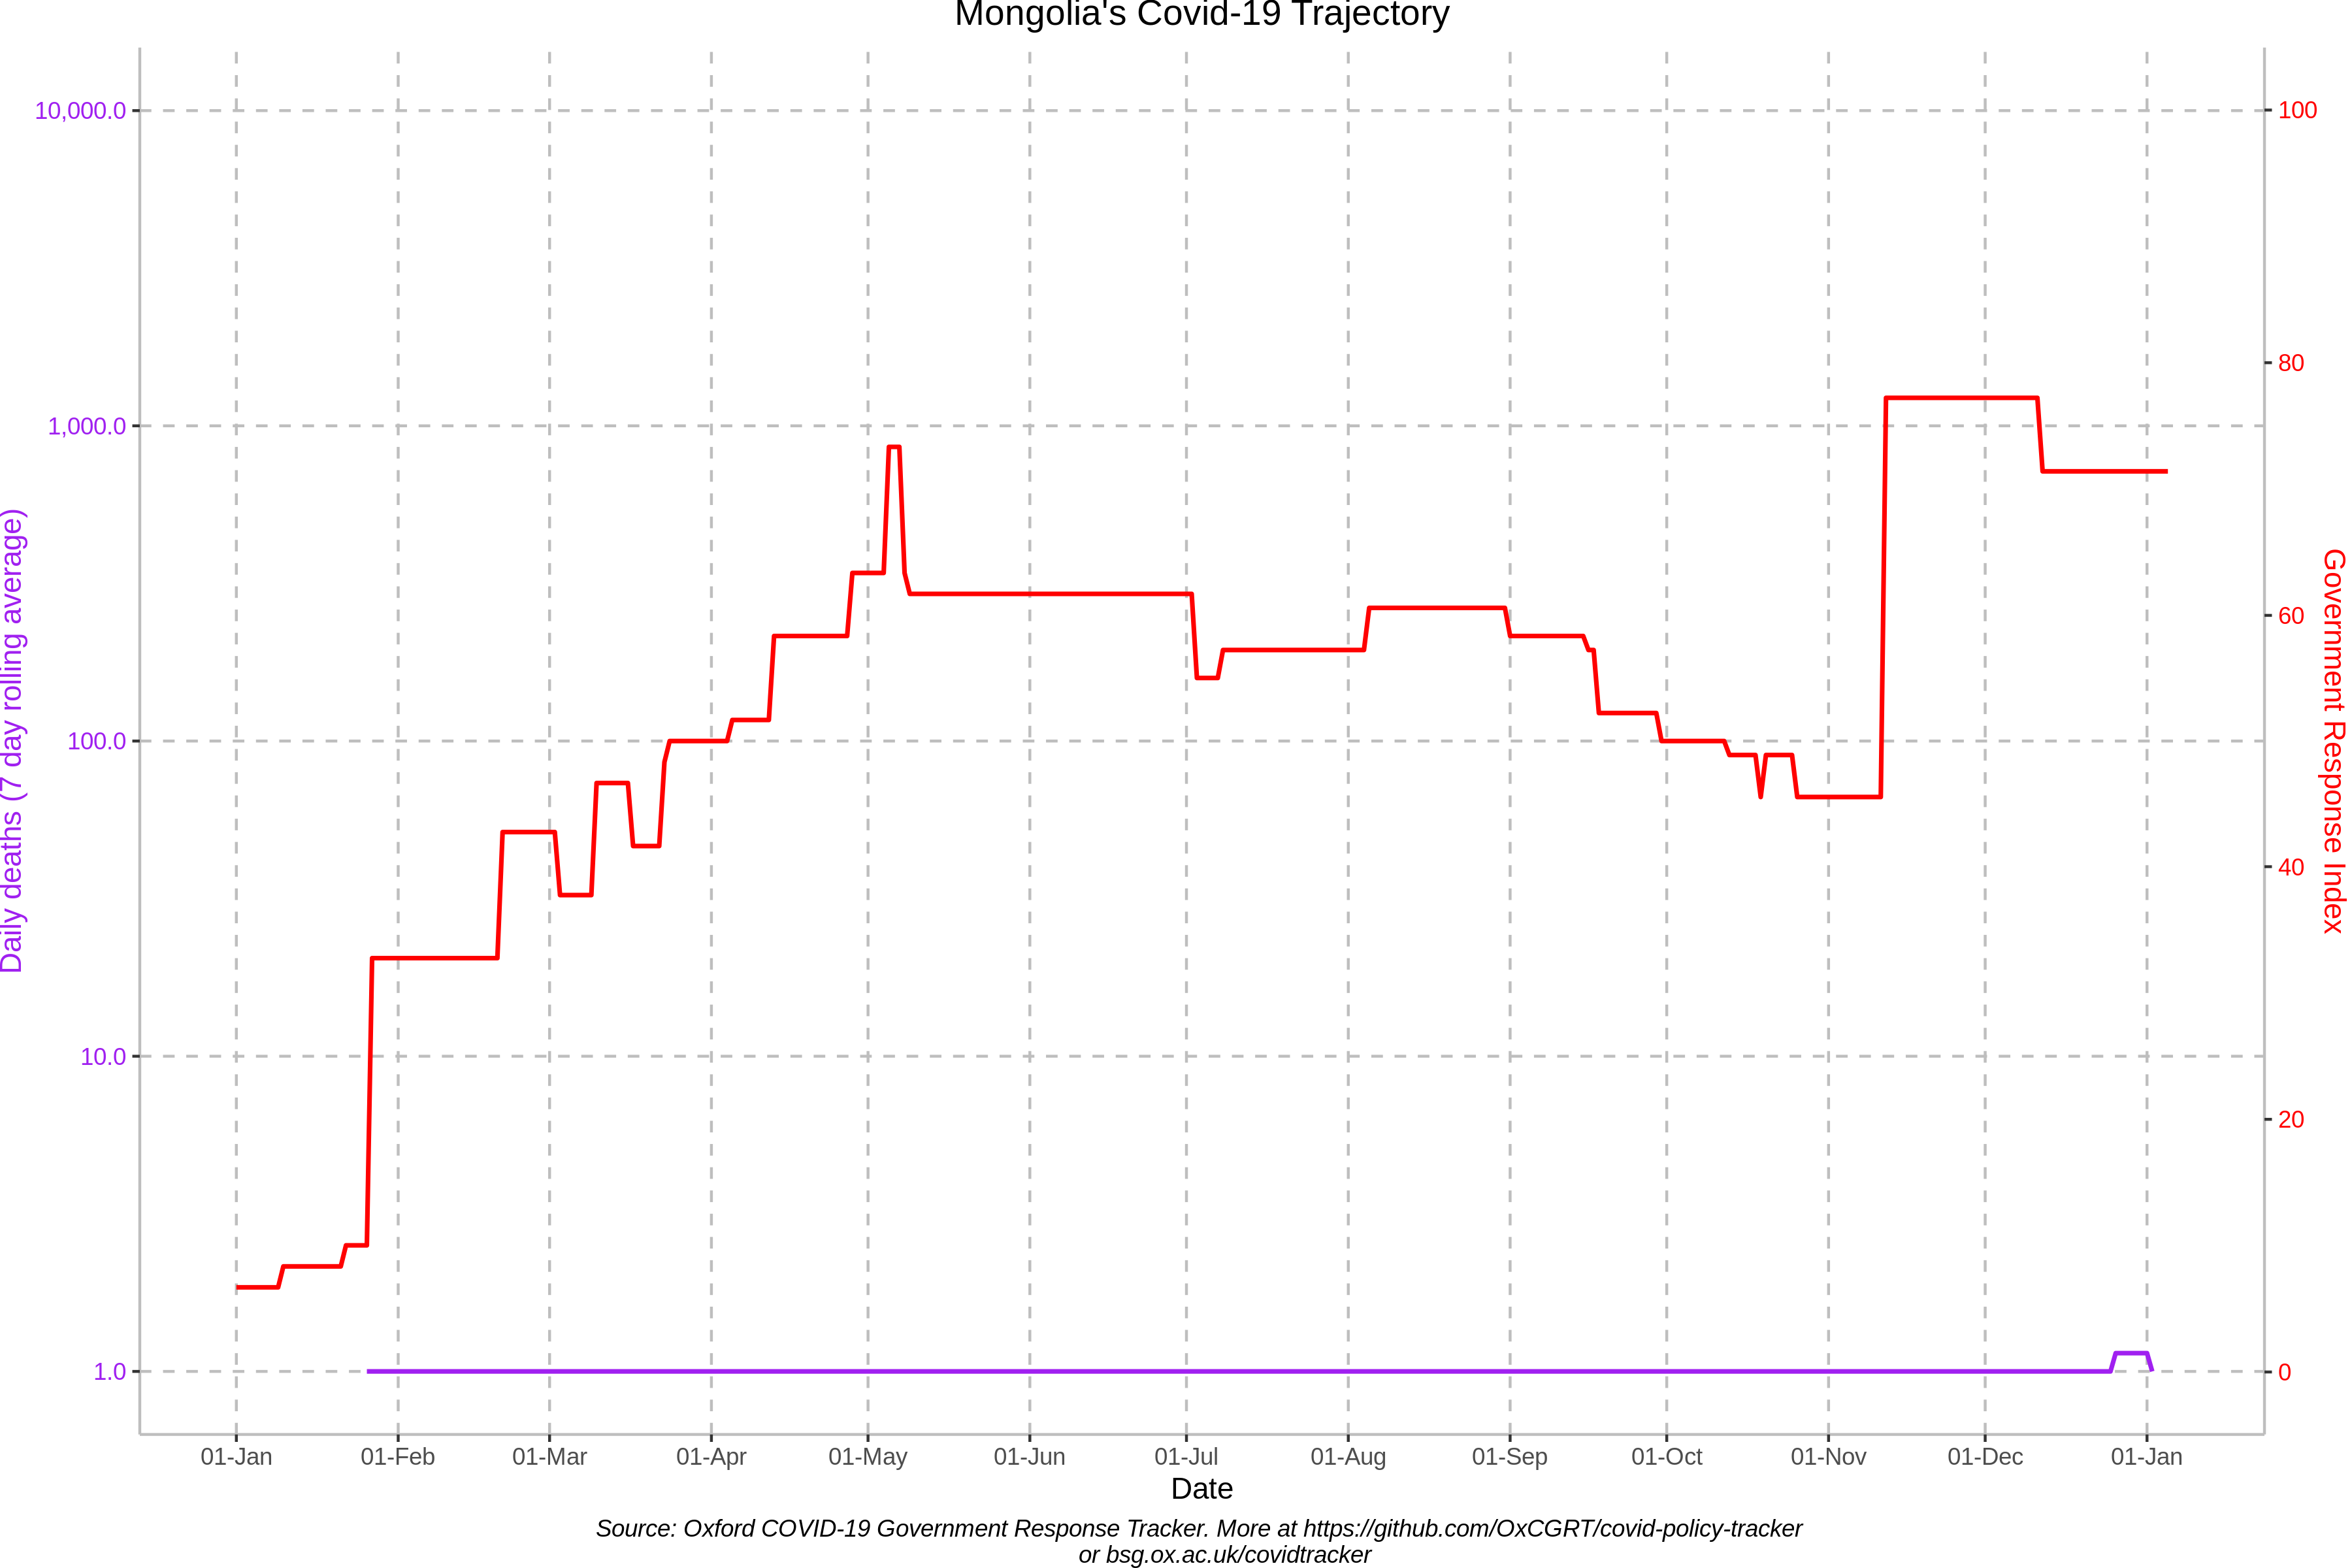 Mongolia's Covid-19 Trajectory
10,000.0
1,000.0
100.0
10.0
1.0
Daily deaths (7 day rolling average)
100
80
60
40
20
0
Government Response Index
01-Jan 01-Feb 01-Mar 01-Apr 01-May 01-Jun 01-Jul 01-Aug 01-Sep 01-Oct 01-Nov 01-Dec 01-Jan
Date
Source: Oxford COVID-19 Government Response Tracker. More at https://github.com/OxCGRT/covid-policy-tracker
or bsg.ox.ac.uk/covidtracker